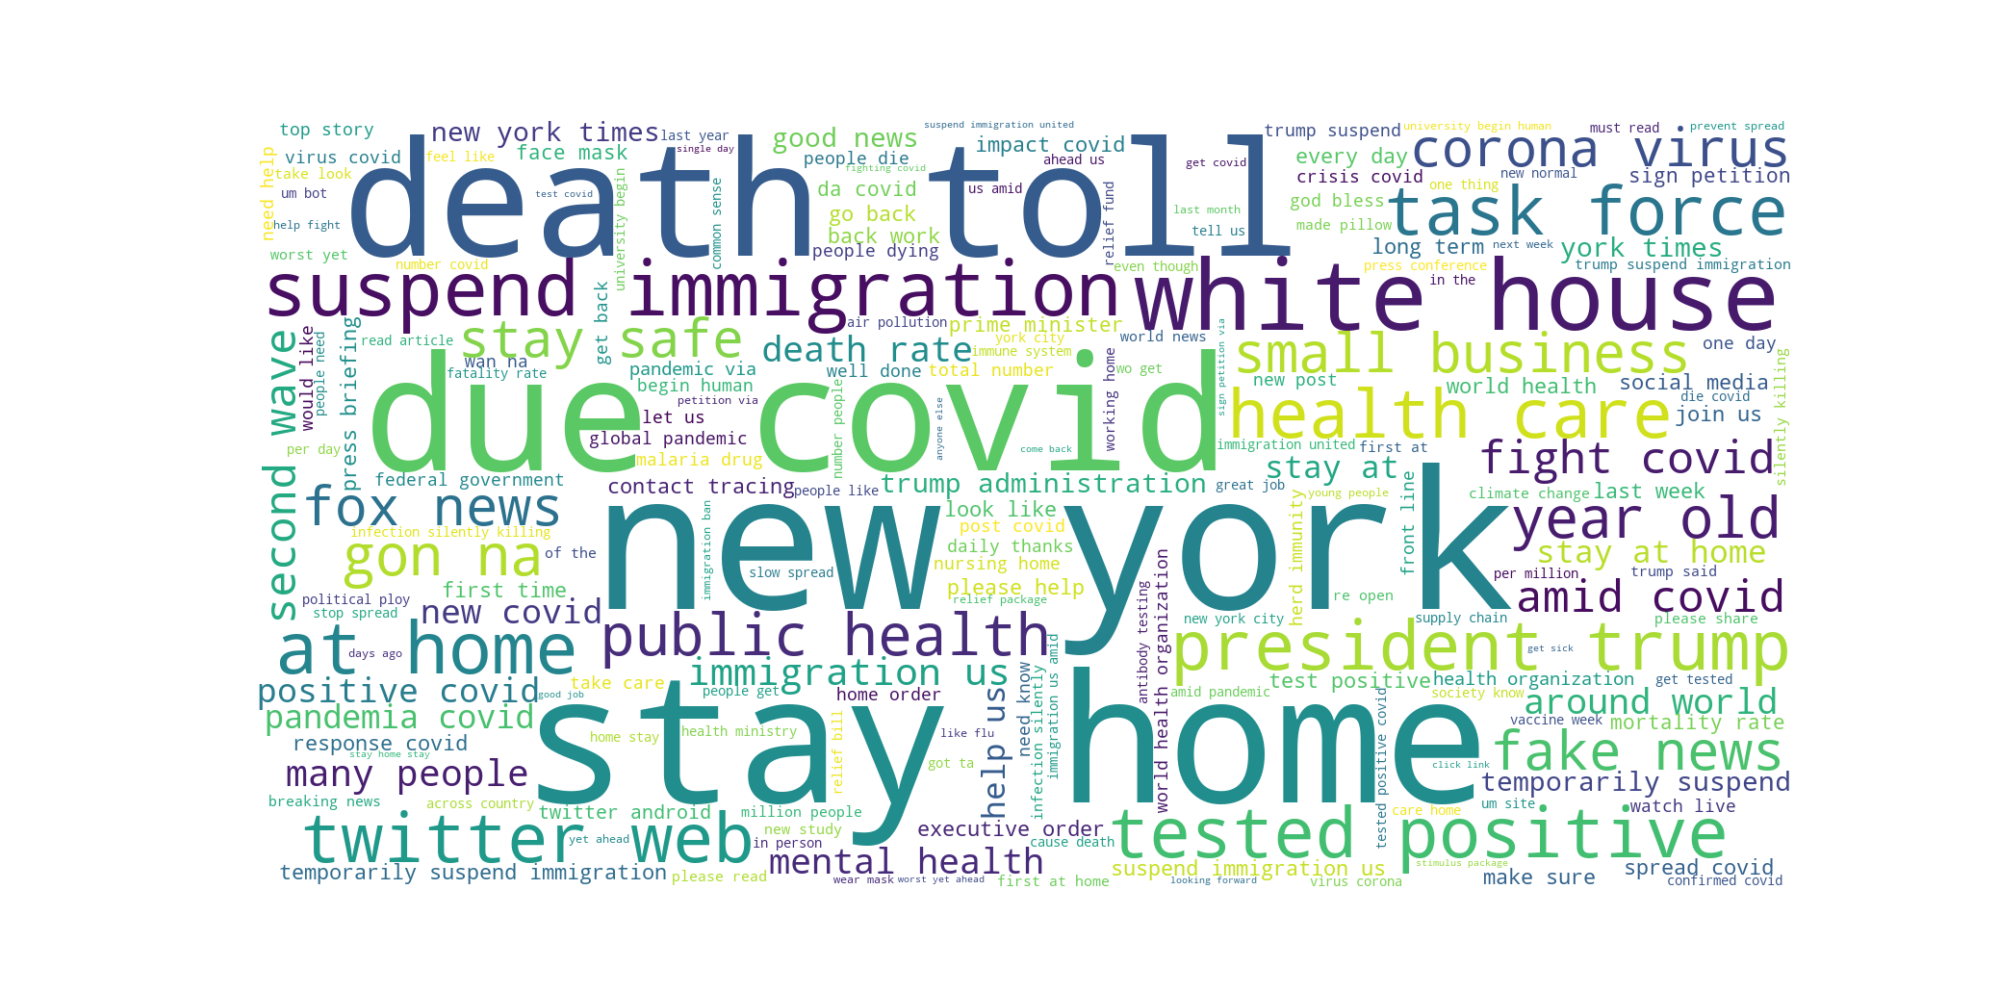 top story
new york times
last year
good news
suspend immigration united
impact covid
trump suspend
university begin human
must read
prevent spread
virus covid
feel like
face mask
single day
people die
fighting covid
ahead us
get covid
every day
corona virus
need help
take look
um bot
death toll
test covid
university begin
common sense
da covid
us amid
relief fund
crisis covid
one thing
new normal
sign petition
god bless
help fight
go back
last month
made pillow
task force
back work
tell us
worst yet
people dying
long term
next week
york times
number covid
even though
press conference
trump suspend immigration
in the
suspend immigration
white house
get back
second wave
would like
people need
press briefing
read article
stay safe
air pollution
prime minister
york city
world news
sign petition via
small business
one day
wan na
death rate
immune system
fatality rate
pandemic via
well done
total number
working home
wo get
new post
world health
social media
silently killing
begin human
due covid
petition via
number people
anyone else
health care
die covid
join us
let us
global pandemic
per day
come back
immigration united
first at
fight covid
malaria drug
stay at
federal government
contact tracing
people like
trump administration
great job
young people
front line
climate change
last week
fox news
new york
immigration ban
look like
herd immunity
year old
infection silently killing
post covid
gon na
of the
daily thanks
stay at home
slow spread
nursing home
per million
trump said
first time
please help
antibody testing
world health organization
political ploy
relief package
re open
amid covid
stop spread
new covid
new york city
supply chain
please share
at home
public health
president trump
days ago
get sick
immigration us
infection silently
immigration us amid
positive covid
good job
take care
people get
home order
help us
need know
amid pandemic
test positive
tested positive covid
health organization
get tested
society know
around world
pandemia covid
stay home
relief bill
vaccine week
mortality rate
response covid
home stay
health ministry
like flu
stay home stay
fake news
many people
got ta
click link
temporarily suspend
breaking news
across country
twitter android
million people
care home
um site
watch live
twitter web
yet ahead
new study
in person
executive order
cause death
tested positive
mental health
stimulus package
temporarily suspend immigration
please read
wear mask
worst yet ahead
first at home
suspend immigration us
looking forward
virus corona
make sure
spread covid
confirmed covid